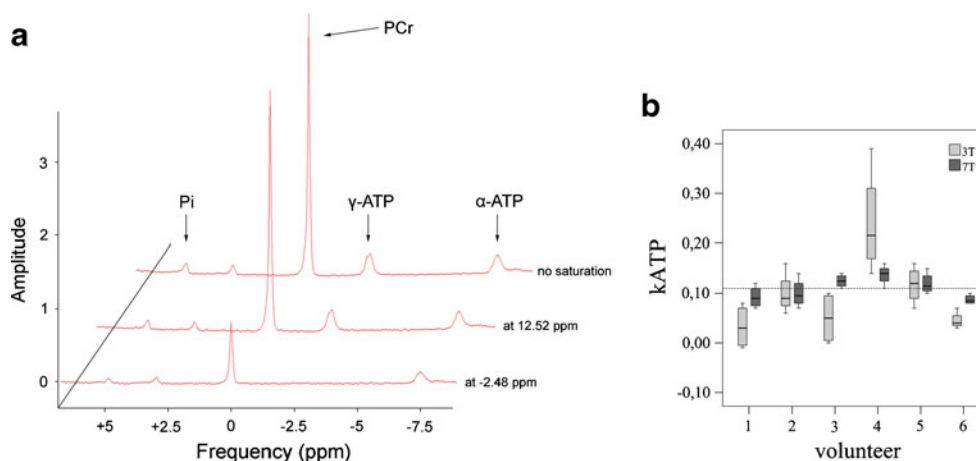 a
PCr
Pi
γ-ATP
α-ATP
no saturation
at 12.52 ppm
at -2.48 ppm
Amplitude
3
2
1
0
+5 +2.5 0 -2.5 -5 -7.5
Frequency (ppm)
b
3T
7T
kATP
0,40
0,30
0,20
0,10
0,00
-0,10
1 2 3 4 5 6
volunteer